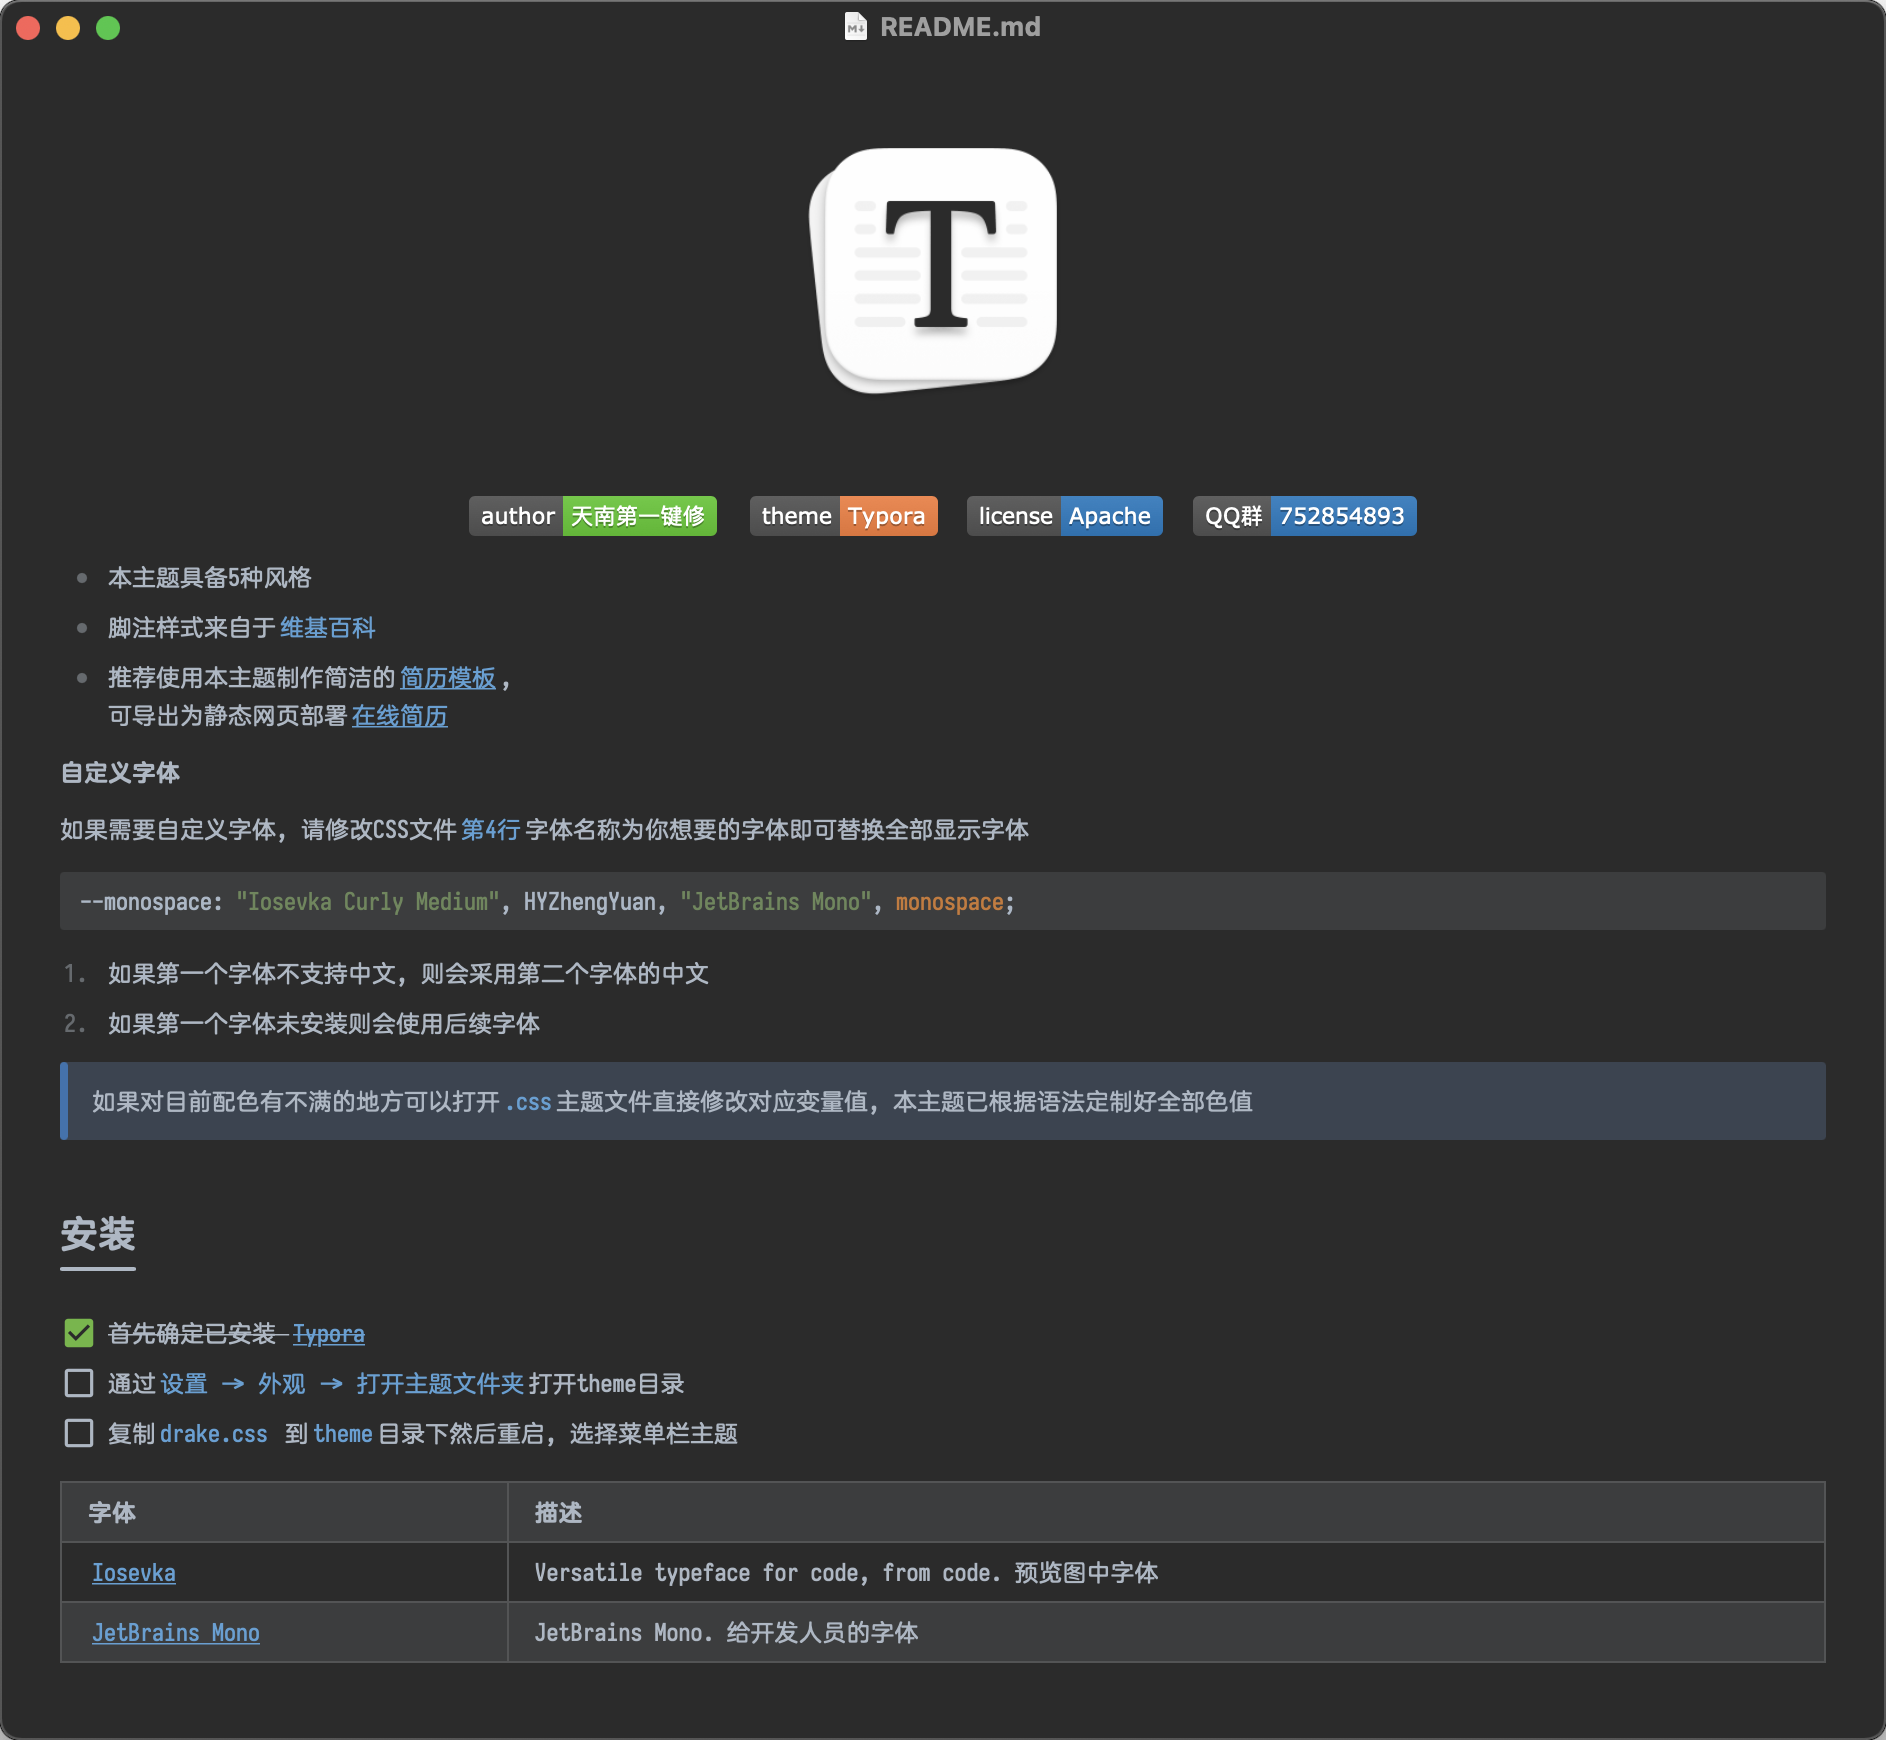 README.md
T
author 天南第一键修 theme Typora license Apache QQ群 752854893
本主题具备5种风格
脚注样式来自于 维基百科
推荐使用本主题制作简洁的 简历模板 ，
可导出为静态网页部署 在线简历
自定义字体
如果需要自定义字体，请修改CSS文件 第4行 字体名称为你想要的字体即可替换全部显示字体
--monospace: "Iosevka Curly Medium", HYZhengYuan, "JetBrains Mono", monospace;
1. 如果第一个字体不支持中文，则会采用第二个字体的中文
2. 如果第一个字体未安装则会使用后续字体
如果对目前配色有不满的地方可以打开 .css 主题文件直接修改对应变量值，本主题已根据语法定制好全部色值
安装
首先确定已安装 Typora
通过 设置 → 外观 → 打开主题文件夹 打开theme目录
复制 drake.css 到 theme 目录下然后重启，选择菜单栏主题
字体 描述
Iosevka Versatile typeface for code, from code. 预览图中字体
JetBrains Mono JetBrains Mono. 给开发人员的字体